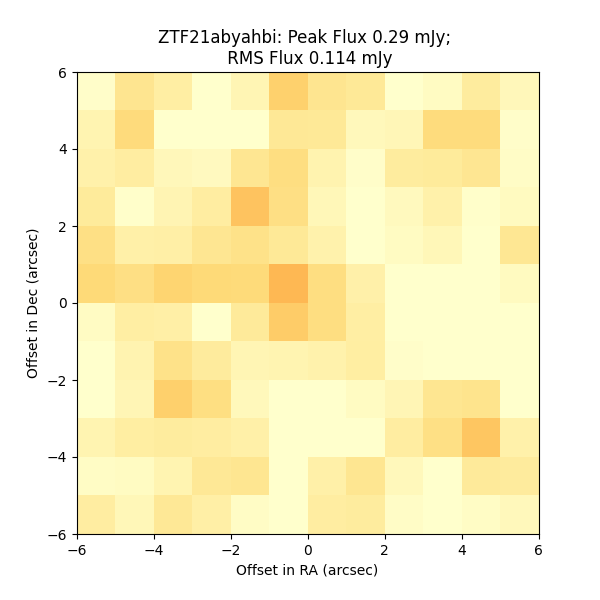 ZTF21abyahbi: Peak Flux 0.29 mJy;
RMS Flux 0.114 mJy
6
4
2
0
−2
−4
−6
Offset in Dec (arcsec)
−6 −4 −2 0 2 4 6
Offset in RA (arcsec)